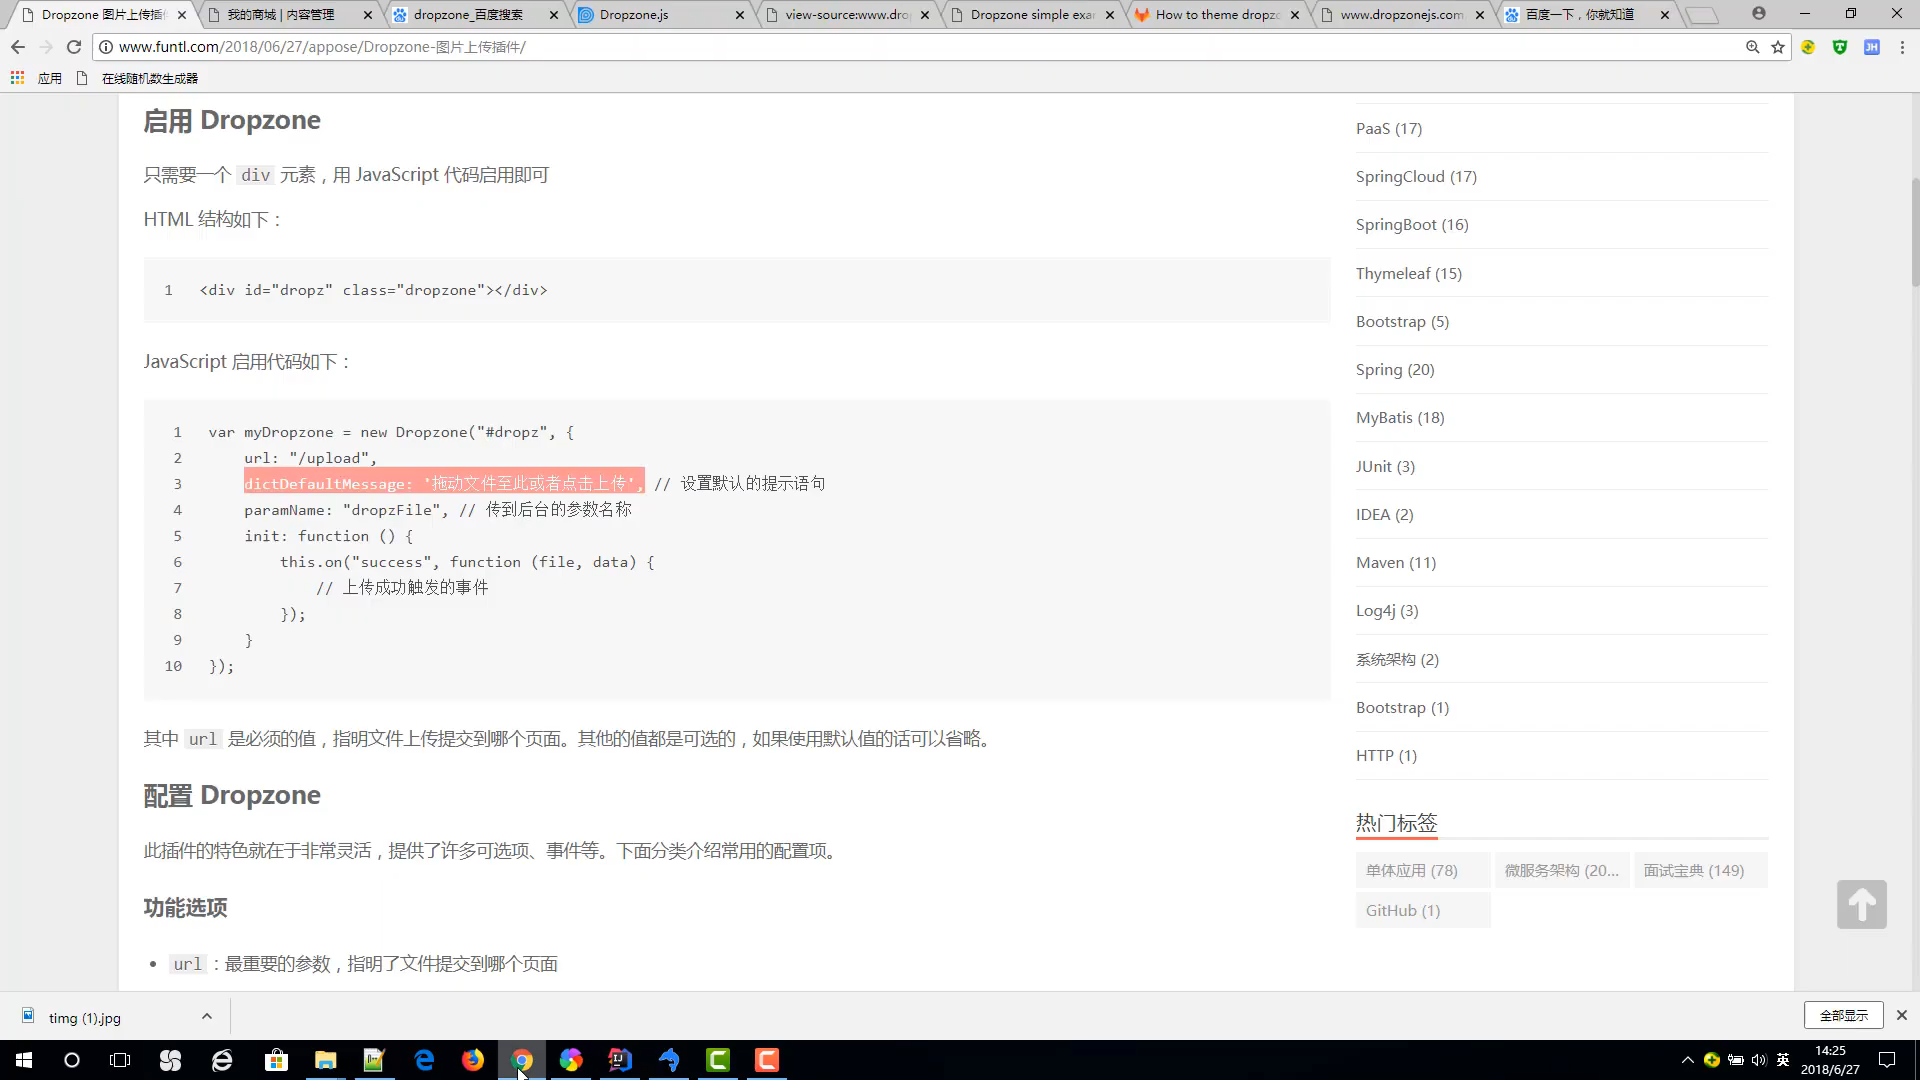 Dropzone 图片上传插件
我的商城 | 内容管理
dropzone_百度搜索
Dropzone.js
view-source:www.dro
Dropzone simple exa
How to theme dropz
www.dropzonejs.com
百度一下，你就知道
www.funtl.com/2018/06/27/appose/Dropzone-图片上传插件/
应用
在线随机数生成器
启用 Dropzone
只需要一个 div 元素，用 JavaScript 代码启用即可
HTML 结构如下：
1 <div id="dropz" class="dropzone"></div>
JavaScript 启用代码如下：
1 var myDropzone = new Dropzone("#dropz", {
2 url: "/upload",
3 dictDefaultMessage: '拖动文件至此或者点击上传', // 设置默认的提示语句
4 paramName: "dropzFile", // 传到后台的参数名称
5 init: function () {
6 this.on("success", function (file, data) {
7 // 上传成功触发的事件
8 });
9 }
10 });
其中 url 是必须的值，指明文件上传提交到哪个页面。其他的值都是可选的，如果使用默认值的话可以省略。
配置 Dropzone
此插件的特色就在于非常灵活，提供了许多可选项、事件等。下面分类介绍常用的配置项。
功能选项
• url ：最重要的参数，指明了文件提交到哪个页面
PaaS (17)
SpringCloud (17)
SpringBoot (16)
Thymeleaf (15)
Bootstrap (5)
Spring (20)
MyBatis (18)
JUnit (3)
IDEA (2)
Maven (11)
Log4j (3)
系统架构 (2)
Bootstrap (1)
HTTP (1)
热门标签
单体应用 (78)
微服务架构 (20...
面试宝典 (149)
GitHub (1)
timg (1).jpg
全部显示
英
14:25
2018/6/27